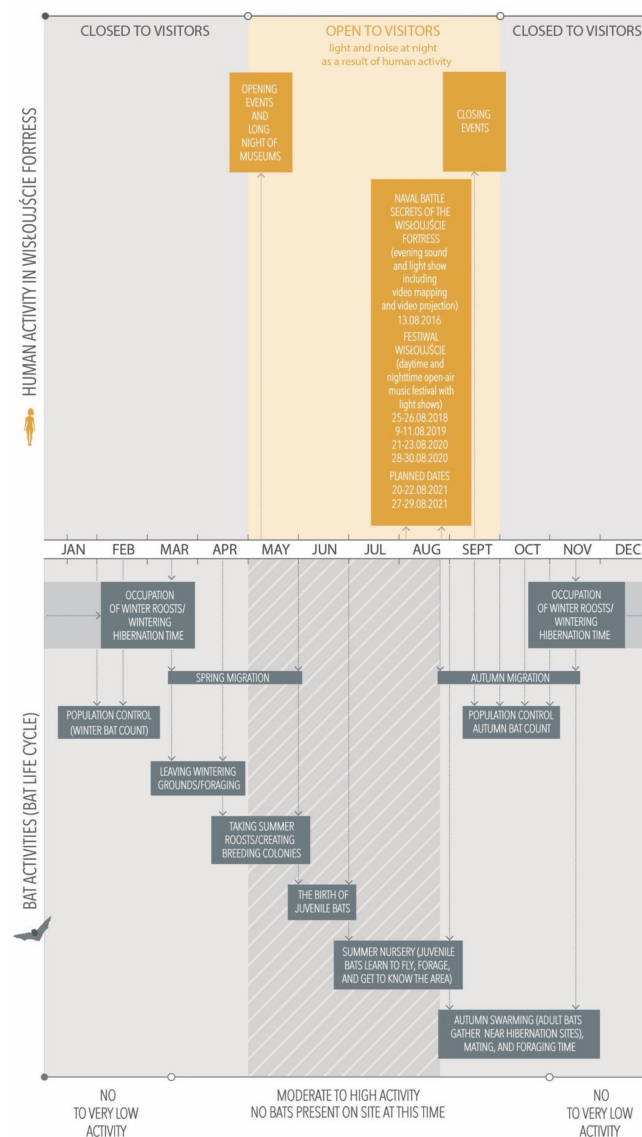 CLOSED TO VISITORS
OPEN TO VISITORS
light and noise at night
as a result of human activity
CLOSED TO VISITORS
HUMAN ACTIVITY IN WISŁOUJŚCIE FORTRESS
OPENING
EVENTS
AND
LONG
NIGHT OF
MUSEUMS
CLOSING
EVENTS
NAVAL BATTLE
SECRETS OF THE
WISŁOUJŚCIE
FORTRESS
(evening sound
and light show
including
video mapping
and video projection)
13.08.2016
FESTIWAL
WISŁOUJŚCIE
(daytime and
nighttime open-air
music festival with
light shows)
25-26.08.2018
9-11.08.2019
21-23.08.2020
28-30.08.2020
PLANNED DATES
20-22.08.2021
27-29.08.2021
JAN
FEB
MAR
APR
MAY
JUN
JUL
AUG
SEPT
OCT
NOV
DEC
BAT ACTIVITIES (BAT LIFE CYCLE)
OCCUPATION
OF WINTER ROOSTS/
WINTERING
HIBERNATION TIME
OCCUPATION
OF WINTER ROOSTS/
WINTERING
HIBERNATION TIME
SPRING MIGRATION
AUTUMN MIGRATION
POPULATION CONTROL
(WINTER BAT COUNT)
POPULATION CONTROL
AUTUMN BAT COUNT
LEAVING WINTERING
GROUNDS/FORAGING
TAKING SUMMER
ROOSTS/CREATING
BREEDING COLONIES
THE BIRTH OF
JUVENILE BATS
SUMMER NURSERY (JUVENILE
BATS LEARN TO FLY, FORAGE,
AND GET TO KNOW THE AREA)
AUTUMN SWARMING (ADULT BATS
GATHER NEAR HIBERNATION SITES),
MATING, AND FORAGING TIME
NO
TO VERY LOW
ACTIVITY
MODERATE TO HIGH ACTIVITY
NO BATS PRESENT ON SITE AT THIS TIME
NO
TO VERY LOW
ACTIVITY